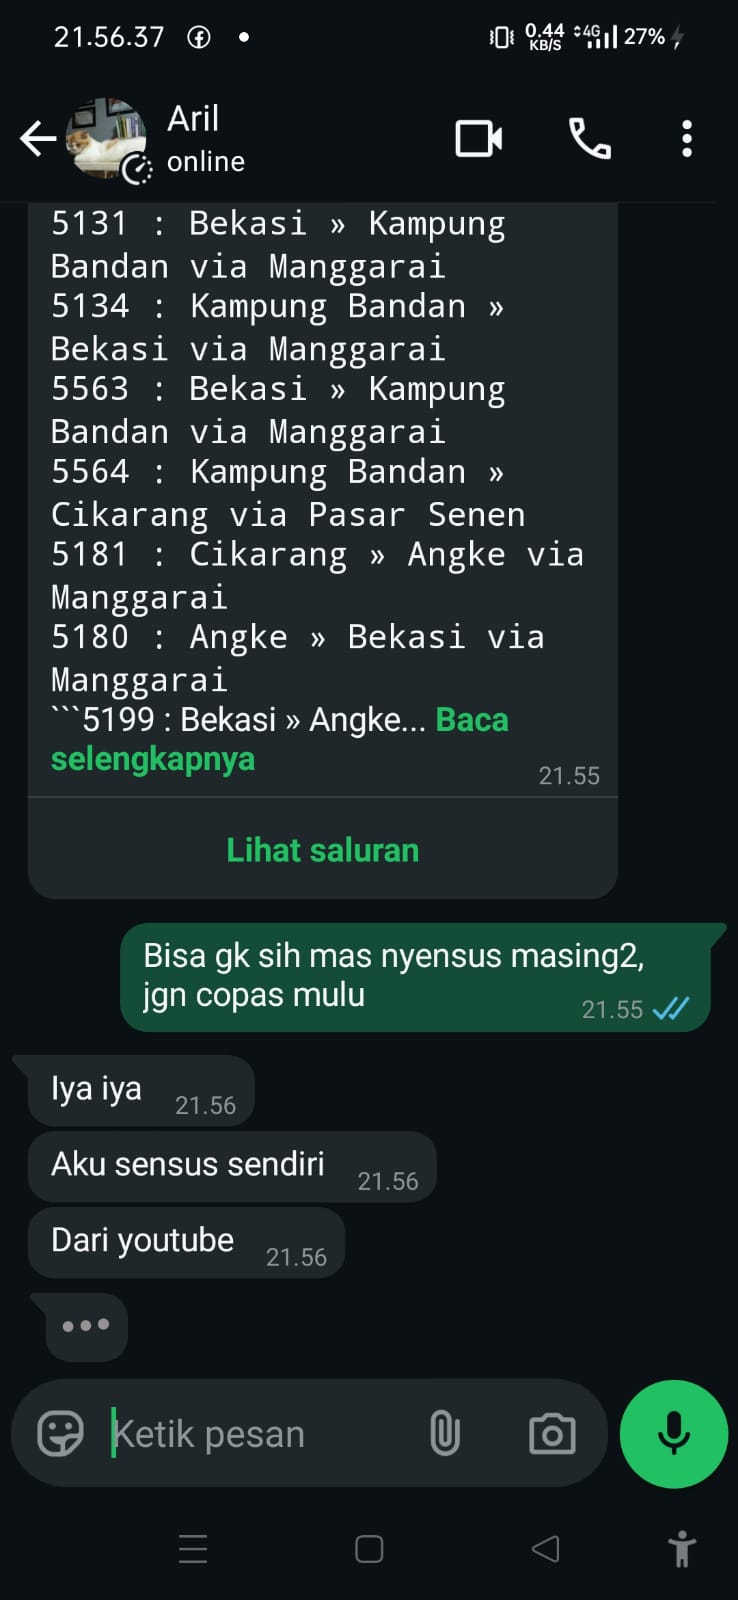 21.56.37
0.44
KB/S
4G
27%
Aril
online
5131 : Bekasi » Kampung
Bandan via Manggarai
5134 : Kampung Bandan »
Bekasi via Manggarai
5563 : Bekasi » Kampung
Bandan via Manggarai
5564 : Kampung Bandan »
Cikarang via Pasar Senen
5181 : Cikarang » Angke via
Manggarai
5180 : Angke » Bekasi via
Manggarai
```5199 : Bekasi » Angke... Baca
selengkapnya
21.55
Lihat saluran
Bisa gk sih mas nyensus masing2,
jgn copas mulu
21.55
Iya iya
21.56
Aku sensus sendiri
21.56
Dari youtube
21.56
Ketik pesan